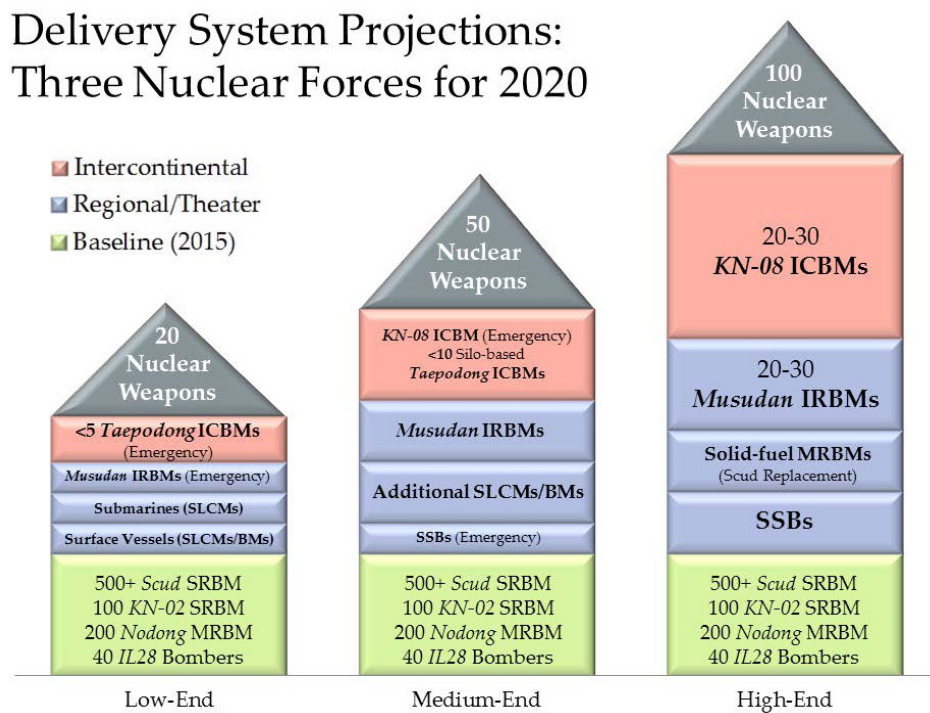 Delivery System Projections:
Three Nuclear Forces for 2020
Intercontinental
Regional/Theater
Baseline (2015)
20
Nuclear
Weapons
<5 Taepodong ICBMs
(Emergency)
Musudan IRBMs (Emergency)
Submarines (SLCMs)
Surface Vessels (SLCMs/BMs)
500+ Scud SRBM
100 KN-02 SRBM
200 Nodong MRBM
40 IL28 Bombers
Low-End
50
Nuclear
Weapons
KN-08 ICBM (Emergency)
<10 Silo-based
Taepodong ICBMs
Musudan IRBMs
Additional SLCMs/BMs
SSBs (Emergency)
500+ Scud SRBM
100 KN-02 SRBM
200 Nodong MRBM
40 IL28 Bombers
Medium-End
100
Nuclear
Weapons
20-30
KN-08 ICBMs
20-30
Musudan IRBMs
Solid-fuel MRBMs
(Scud Replacement)
SSBs
500+ Scud SRBM
100 KN-02 SRBM
200 Nodong MRBM
40 IL28 Bombers
High-End